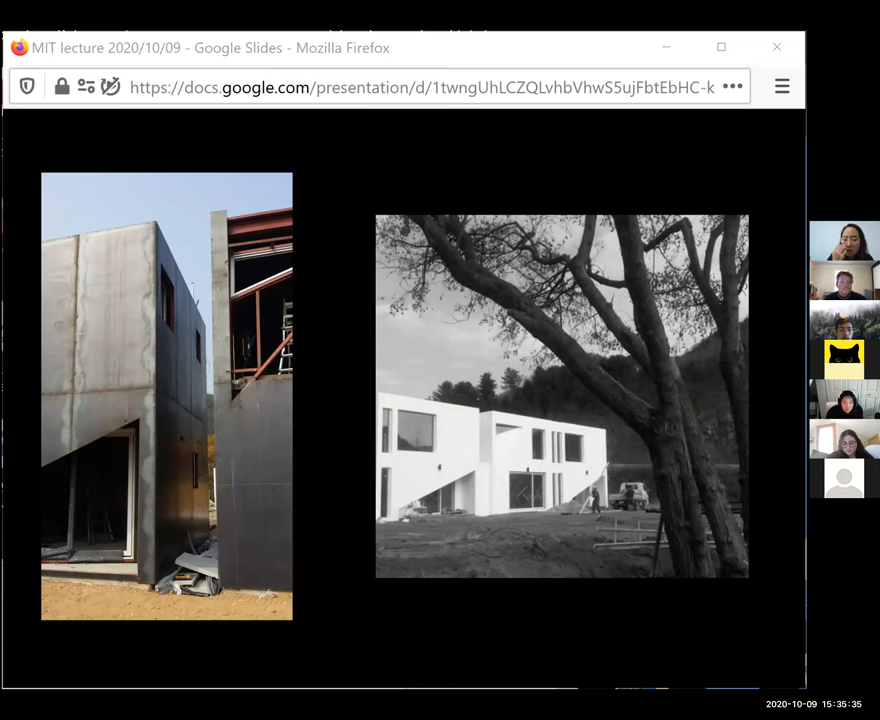 MIT lecture 2020/10/09 - Google Slides - Mozilla Firefox
https://docs.google.com/presentation/d/1twngUhLCZQLvhbVhwS5ujFbtEbHC-k
2020-10-09 15:35:35